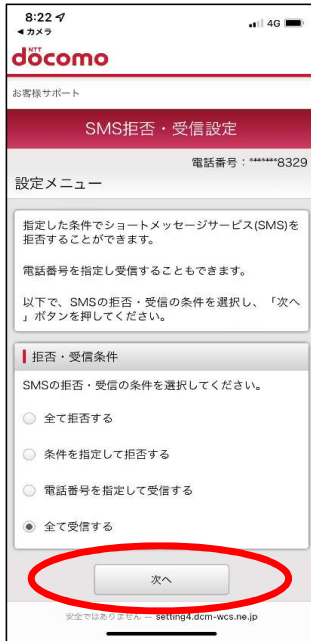 8:22
4G
◀ カメラ
NTT
döcomo
お客様サポート
SMS拒否・受信設定
電話番号：*******8329
設定メニュー
指定した条件でショートメッセージサービス(SMS)を
拒否することができます。
電話番号を指定し受信することもできます。
以下で、SMSの拒否・受信の条件を選択し、「次へ
」ボタンを押してください。
拒否・受信条件
SMSの拒否・受信の条件を選択してください。
全て拒否する
条件を指定して拒否する
電話番号を指定して受信する
全て受信する
次へ
安全ではありません — setting4.dcm-wcs.ne.jp